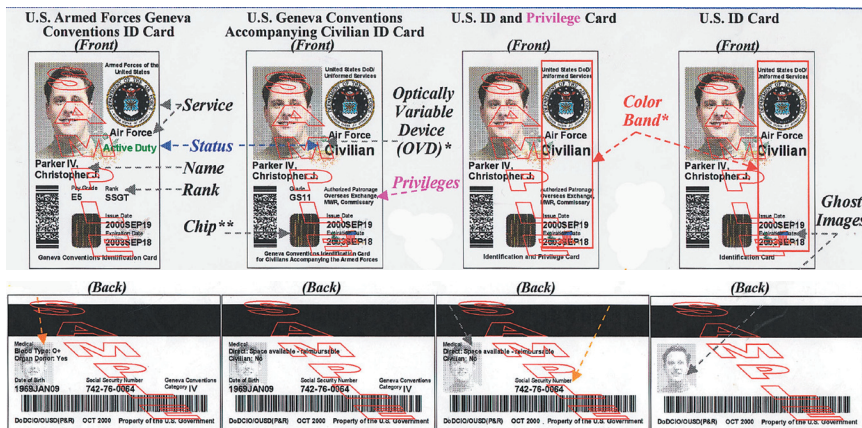 U.S. Armed Forces Geneva
Conventions ID Card
(Front)
U.S. Geneva Conventions
Accompanying Civilian ID Card
(Front)
U.S. ID and Privilege Card
(Front)
U.S. ID Card
(Front)
Armed Forces of the
United States
Air Force
Active Duty
Parker IV,
Christopher J.
Pay Grade Rank
E5 SSGT
Issue Date
2000SEP19
Expiration Date
2003SEP18
Geneva Conventions Identification Card
Service
Status
Name
Rank
Chip**
United States DoD/
Uniformed Services
Air Force
Civilian
Parker IV,
Christopher J.
Grade
GS11
Authorized Patronage
Overseas Exchange,
MWR, Commissary
Issue Date
2000SEP19
Expiration Date
2003SEP18
Geneva Conventions Identification Card
for Civilians Accompanying the Armed Forces
Optically
Variable
Device
(OVD)*
Privileges
United States DoD/
Uniformed Services
Air Force
Civilian
Parker IV,
Christopher J.
Authorized Patronage
Overseas Exchange,
MWR, Commissary
Issue Date
2000SEP19
Expiration Date
2003SEP18
Identification and Privilege Card
Color
Band*
United States DoD/
Uniformed Services
Air Force
Civilian
Parker IV,
Christopher J.
Issue Date
2000SEP19
Expiration Date
2003SEP18
Identification Card
Ghost
Images
SAMPLE
SAMPLE
SAMPLE
SAMPLE
(Back)
(Back)
(Back)
(Back)
Medical
Blood Type: O+
Organ Donor: Yes
Date of Birth Social Security Number Geneva Conventions
1969JAN09 742-76-0064 Category IV
DoDCIO/OUSD(P&R) OCT 2000 Property of the U.S. Government
Medical
Direct: Space available - reimbursable
Civilian: No
Date of Birth Social Security Number Geneva Conventions
1969JAN09 742-76-0064 Category IV
DoDCIO/OUSD(P&R) OCT 2000 Property of the U.S. Government
Medical
Direct: Space available - reimbursable
Civilian: No
Date of Birth Social Security Number
1969JAN09 742-76-0064
DoDCIO/OUSD(P&R) OCT 2000 Property of the U.S. Government
DoDCIO/OUSD(P&R) OCT 2000 Property of the U.S. Government
SAMPLE
SAMPLE
SAMPLE
SAMPLE